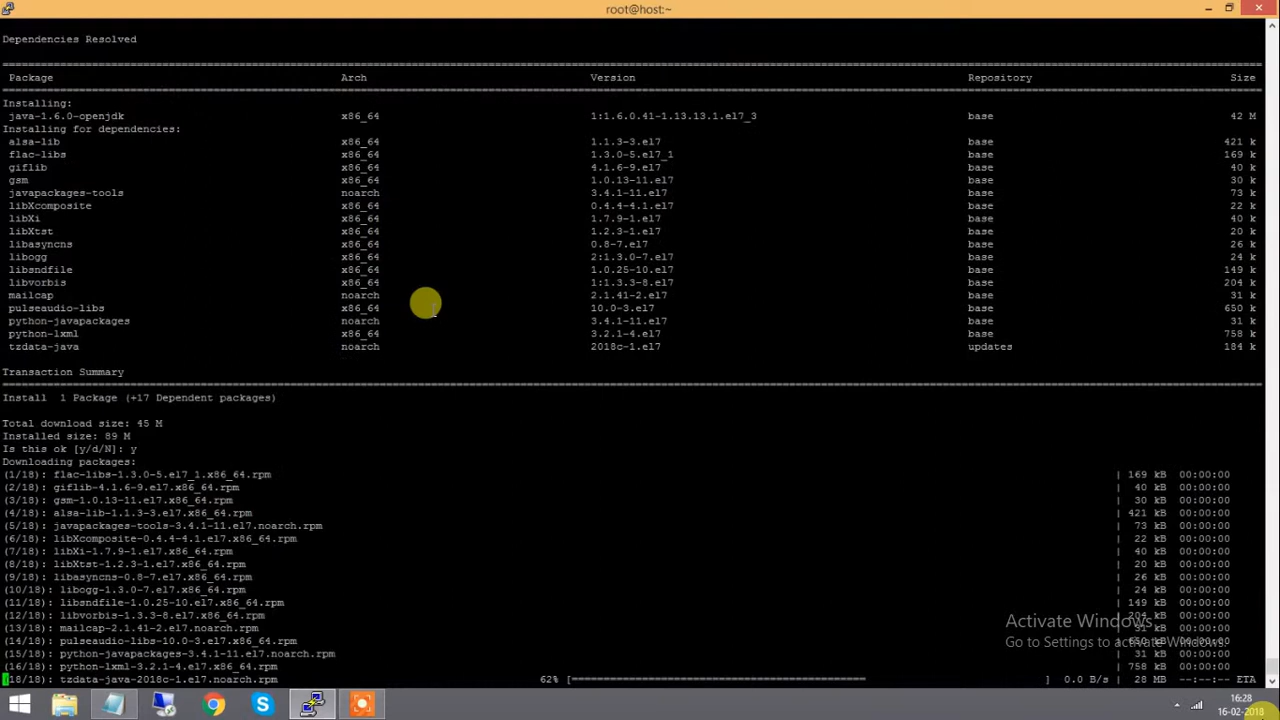 root@host:~
Dependencies Resolved
Package Arch Version Repository Size
Installing:
java-1.6.0-openjdk x86_64 1:1.6.0.41-1.13.13.1.el7_3 base 42 M
Installing for dependencies:
alsa-lib x86_64 1.1.3-3.el7 base 421 k
flac-libs x86_64 1.3.0-5.el7_1 base 169 k
giflib x86_64 4.1.6-9.el7 base 40 k
gsm x86_64 1.0.13-11.el7 base 30 k
javapackages-tools noarch 3.4.1-11.el7 base 73 k
libXcomposite x86_64 0.4.4-4.1.el7 base 22 k
libXi x86_64 1.7.9-1.el7 base 40 k
libXtst x86_64 1.2.3-1.el7 base 20 k
libasyncns x86_64 0.8-7.el7 base 26 k
libogg x86_64 2:1.3.0-7.el7 base 24 k
libsndfile x86_64 1.0.25-10.el7 base 149 k
libvorbis x86_64 1:1.3.3-8.el7 base 204 k
mailcap noarch 2.1.41-2.el7 base 31 k
pulseaudio-libs x86_64 10.0-3.el7 base 650 k
python-javapackages noarch 3.4.1-11.el7 base 31 k
python-lxml x86_64 3.2.1-4.el7 base 758 k
tzdata-java noarch 2018c-1.el7 updates 184 k
Transaction Summary
Install 1 Package (+17 Dependent packages)
Total download size: 45 M
Installed size: 89 M
Is this ok [y/d/N]: y
Downloading packages:
(1/18): flac-libs-1.3.0-5.el7_1.x86_64.rpm | 169 kB 00:00:00
(2/18): giflib-4.1.6-9.el7.x86_64.rpm | 40 kB 00:00:00
(3/18): gsm-1.0.13-11.el7.x86_64.rpm | 30 kB 00:00:00
(4/18): alsa-lib-1.1.3-3.el7.x86_64.rpm | 421 kB 00:00:00
(5/18): javapackages-tools-3.4.1-11.el7.noarch.rpm | 73 kB 00:00:00
(6/18): libXcomposite-0.4.4-4.1.el7.x86_64.rpm | 22 kB 00:00:00
(7/18): libXi-1.7.9-1.el7.x86_64.rpm | 40 kB 00:00:00
(8/18): libXtst-1.2.3-1.el7.x86_64.rpm | 20 kB 00:00:00
(9/18): libasyncns-0.8-7.el7.x86_64.rpm | 26 kB 00:00:00
(10/18): libogg-1.3.0-7.el7.x86_64.rpm | 24 kB 00:00:00
(11/18): libsndfile-1.0.25-10.el7.x86_64.rpm | 149 kB 00:00:00
(12/18): libvorbis-1.3.3-8.el7.x86_64.rpm | 204 kB 00:00:00
Activate Windows
(13/18): mailcap-2.1.41-2.el7.noarch.rpm | 31 kB 00:00:00
(14/18): pulseaudio-libs-10.0-3.el7.x86_64.rpm | 650 kB 00:00:00
Go to Settings to activate Windows.
(15/18): python-javapackages-3.4.1-11.el7.noarch.rpm | 31 kB 00:00:00
(16/18): python-lxml-3.2.1-4.el7.x86_64.rpm | 758 kB 00:00:00
(18/18): tzdata-java-2018c-1.el7.noarch.rpm 62% [============================================== ] 0.0 B/s | 28 MB --:--:-- ETA
16:28
16-02-2018